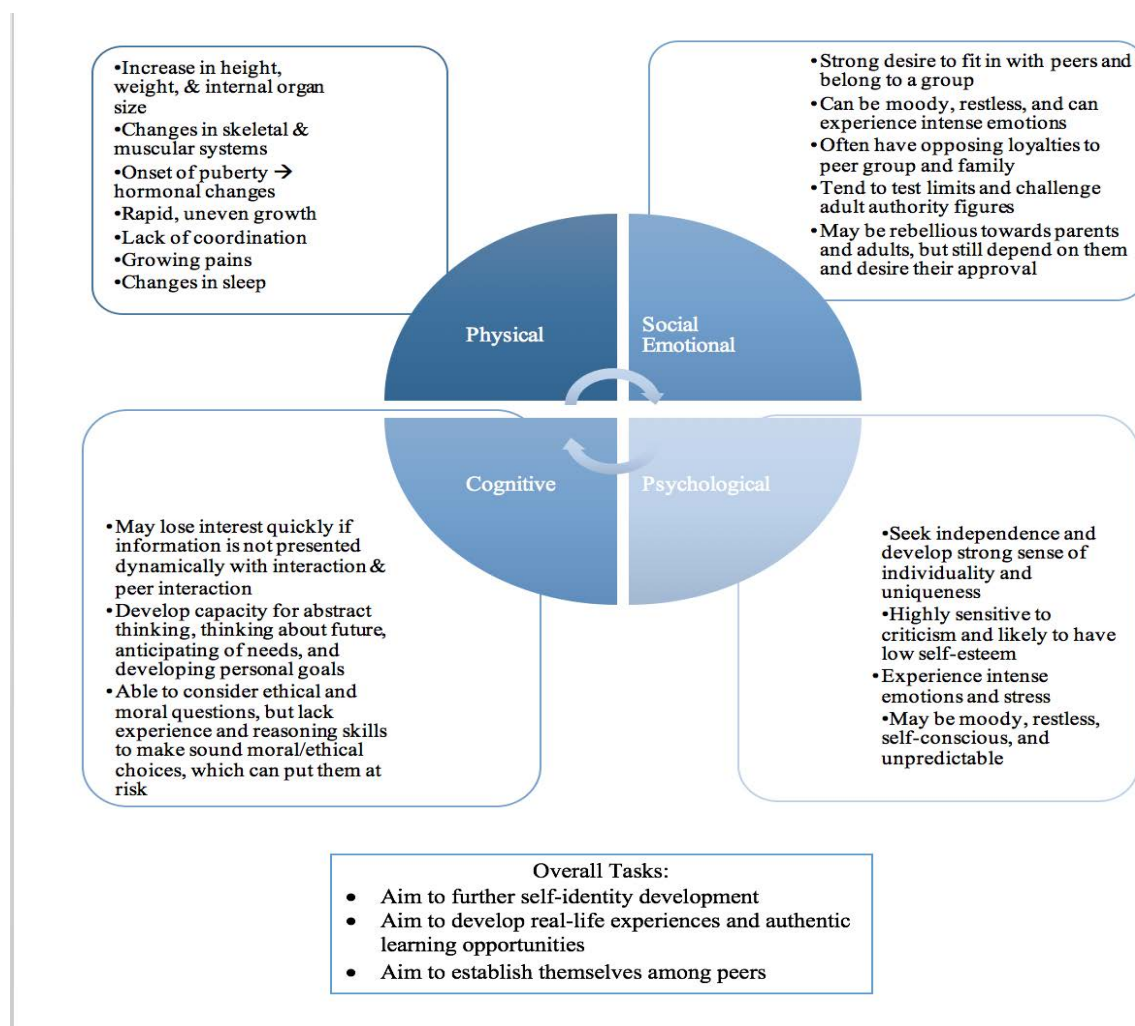 •Increase in height,
weight, & internal organ
size
•Changes in skeletal &
muscular systems
•Onset of puberty →
hormonal changes
•Rapid, uneven growth
•Lack of coordination
•Growing pains
•Changes in sleep
•Strong desire to fit in with peers and
belong to a group
•Can be moody, restless, and can
experience intense emotions
•Often have opposing loyalties to
peer group and family
•Tend to test limits and challenge
adult authority figures
•May be rebellious towards parents
and adults, but still depend on them
and desire their approval
Physical
Social
Emotional
Cognitive
Psychological
•May lose interest quickly if
information is not presented
dynamically with interaction &
peer interaction
•Develop capacity for abstract
thinking, thinking about future,
anticipating of needs, and
developing personal goals
•Able to consider ethical and
moral questions, but lack
experience and reasoning skills
to make sound moral/ethical
choices, which can put them at
risk
•Seek independence and
develop strong sense of
individuality and
uniqueness
•Highly sensitive to
criticism and likely to have
low self-esteem
•Experience intense
emotions and stress
•May be moody, restless,
self-conscious, and
unpredictable
Overall Tasks:
• Aim to further self-identity development
• Aim to develop real-life experiences and authentic
learning opportunities
• Aim to establish themselves among peers